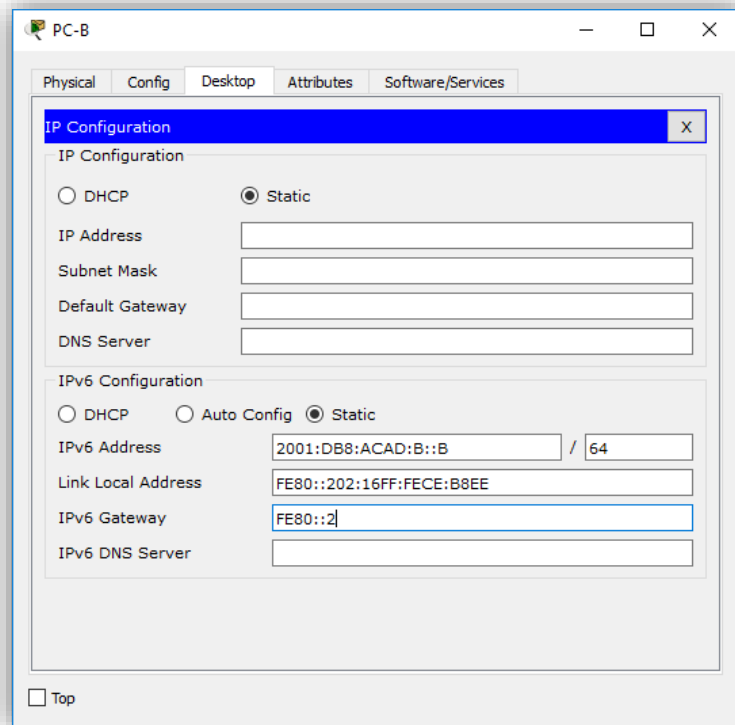 PC-B
Physical Config Desktop Attributes Software/Services
IP Configuration X
IP Configuration
DHCP Static
IP Address
Subnet Mask
Default Gateway
DNS Server
IPv6 Configuration
DHCP Auto Config Static
IPv6 Address 2001:DB8:ACAD:B::B / 64
Link Local Address FE80::202:16FF:FECE:B8EE
IPv6 Gateway FE80::2
IPv6 DNS Server
Top